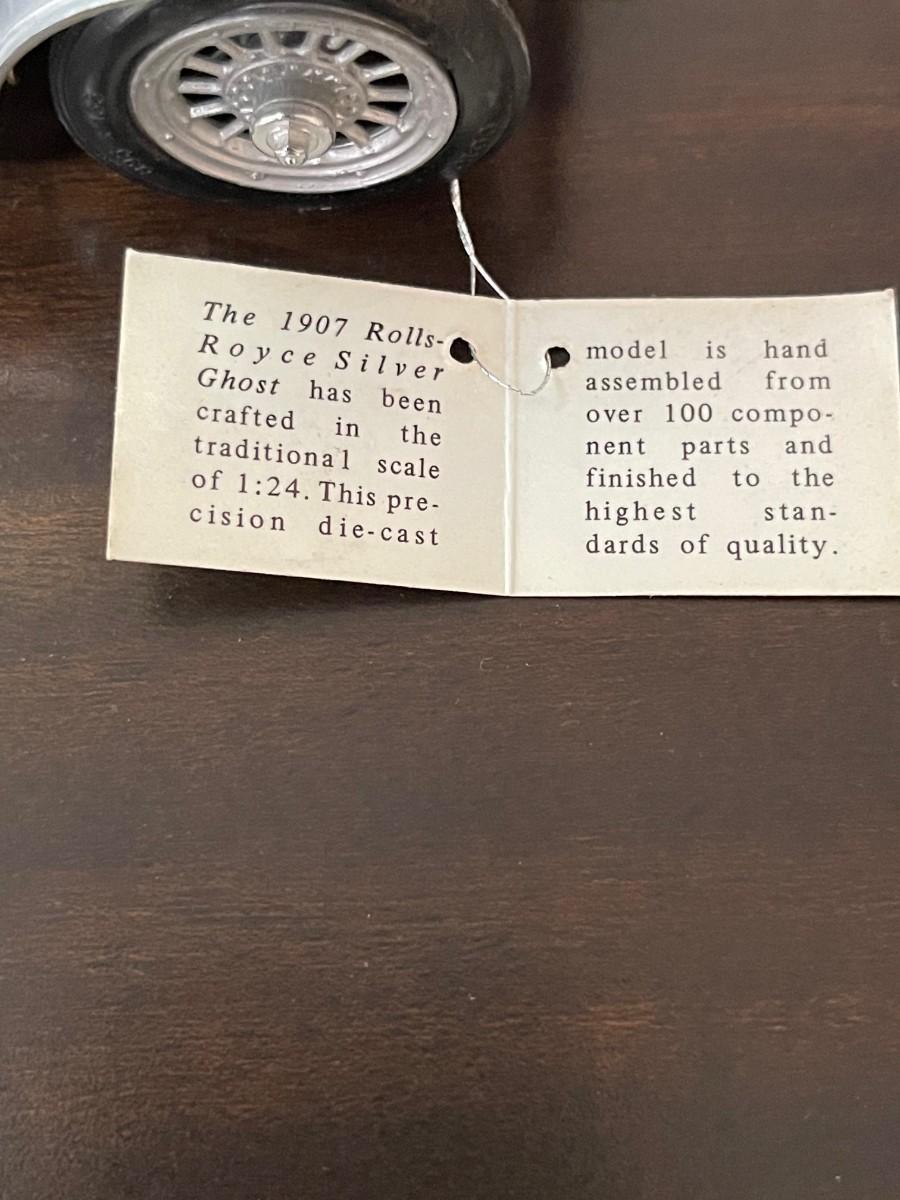 The 1907 Rolls-
Royce Silver
Ghost has been
crafted in the
traditional scale
of 1:24. This pre-
cision die-cast
model is hand
assembled from
over 100 compo-
nent parts and
finished to the
highest stan-
dards of quality.